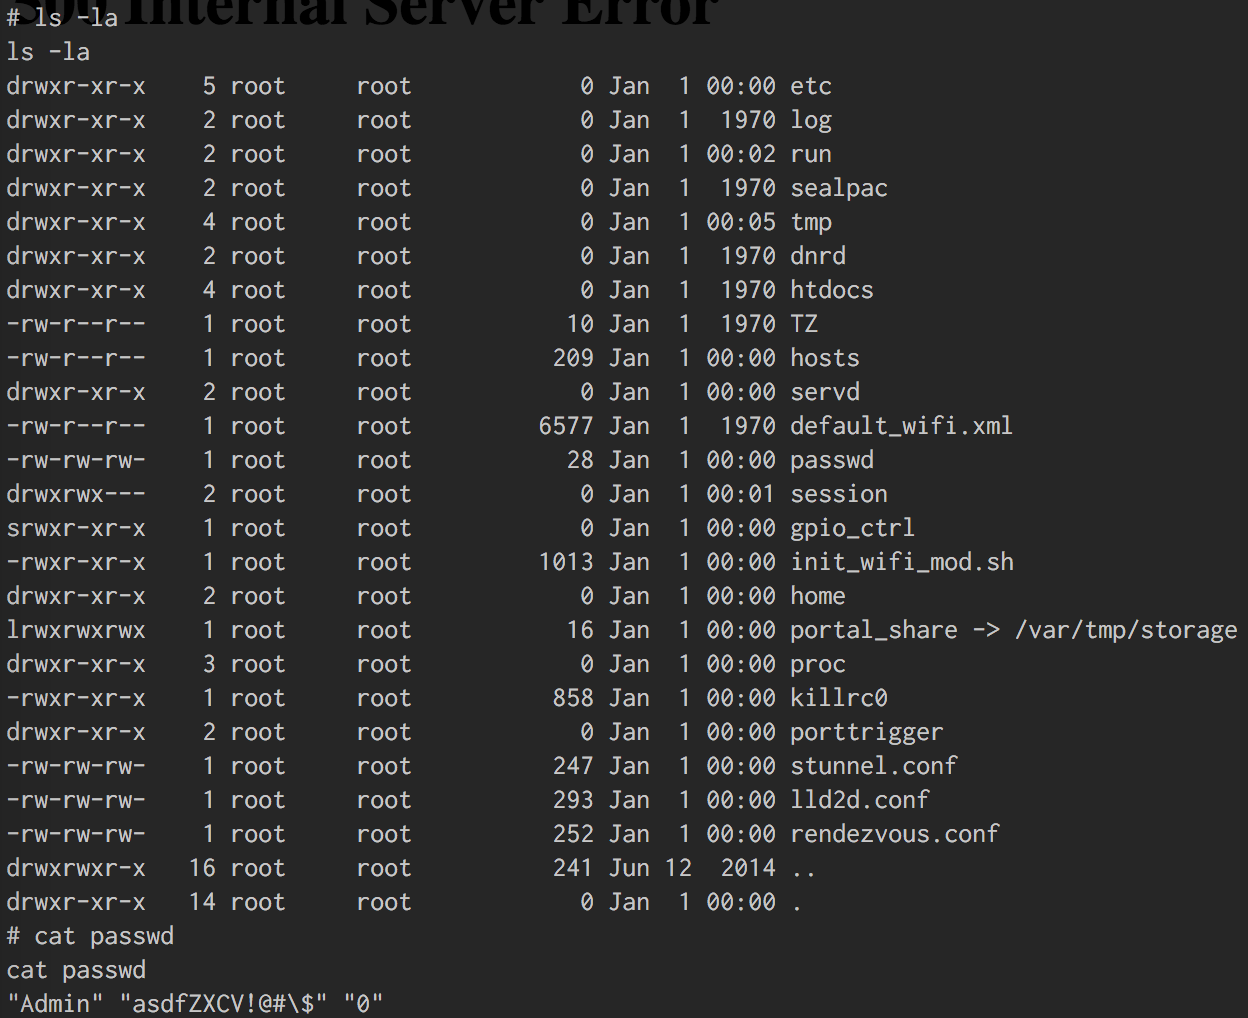 500 Internal Server Error
# ls -la
ls -la
drwxr-xr-x    5 root     root            0 Jan  1 00:00 etc
drwxr-xr-x    2 root     root            0 Jan  1  1970 log
drwxr-xr-x    2 root     root            0 Jan  1 00:02 run
drwxr-xr-x    2 root     root            0 Jan  1  1970 sealpac
drwxr-xr-x    4 root     root            0 Jan  1 00:05 tmp
drwxr-xr-x    2 root     root            0 Jan  1  1970 dnrd
drwxr-xr-x    4 root     root            0 Jan  1  1970 htdocs
-rw-r--r--    1 root     root           10 Jan  1  1970 TZ
-rw-r--r--    1 root     root          209 Jan  1 00:00 hosts
drwxr-xr-x    2 root     root            0 Jan  1 00:00 servd
-rw-r--r--    1 root     root         6577 Jan  1  1970 default_wifi.xml
-rw-rw-rw-    1 root     root           28 Jan  1 00:00 passwd
drwxrwx---    2 root     root            0 Jan  1 00:01 session
srwxr-xr-x    1 root     root            0 Jan  1 00:00 gpio_ctrl
-rwxr-xr-x    1 root     root         1013 Jan  1 00:00 init_wifi_mod.sh
drwxr-xr-x    2 root     root            0 Jan  1 00:00 home
lrwxrwxrwx    1 root     root           16 Jan  1 00:00 portal_share -> /var/tmp/storage
drwxr-xr-x    3 root     root            0 Jan  1 00:00 proc
-rwxr-xr-x    1 root     root          858 Jan  1 00:00 killrc0
drwxr-xr-x    2 root     root            0 Jan  1 00:00 porttrigger
-rw-rw-rw-    1 root     root          247 Jan  1 00:00 stunnel.conf
-rw-rw-rw-    1 root     root          293 Jan  1 00:00 lld2d.conf
-rw-rw-rw-    1 root     root          252 Jan  1 00:00 rendezvous.conf
drwxrwxr-x   16 root     root          241 Jun 12  2014 ..
drwxr-xr-x   14 root     root            0 Jan  1 00:00 .
# cat passwd
cat passwd
"Admin" "asdfZXCV!@#\$" "0"